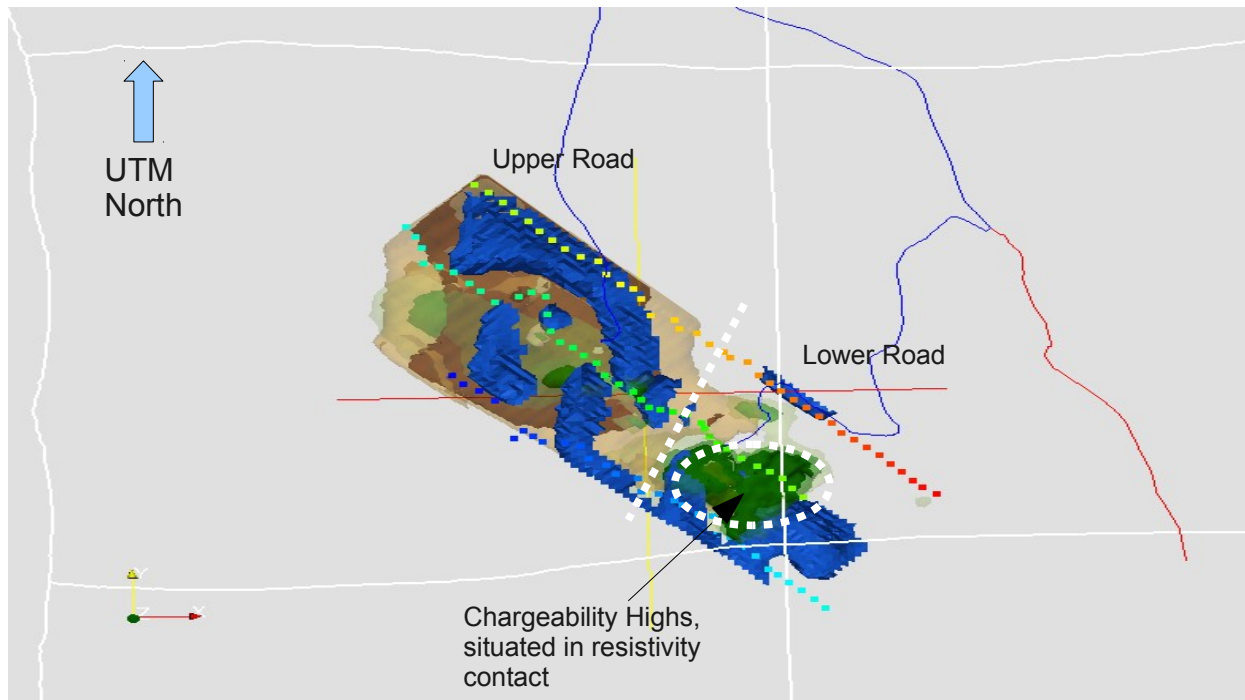 UTM
North
Upper Road
Lower Road
Chargeability Highs,
situated in resistivity
contact
Y
Z
X